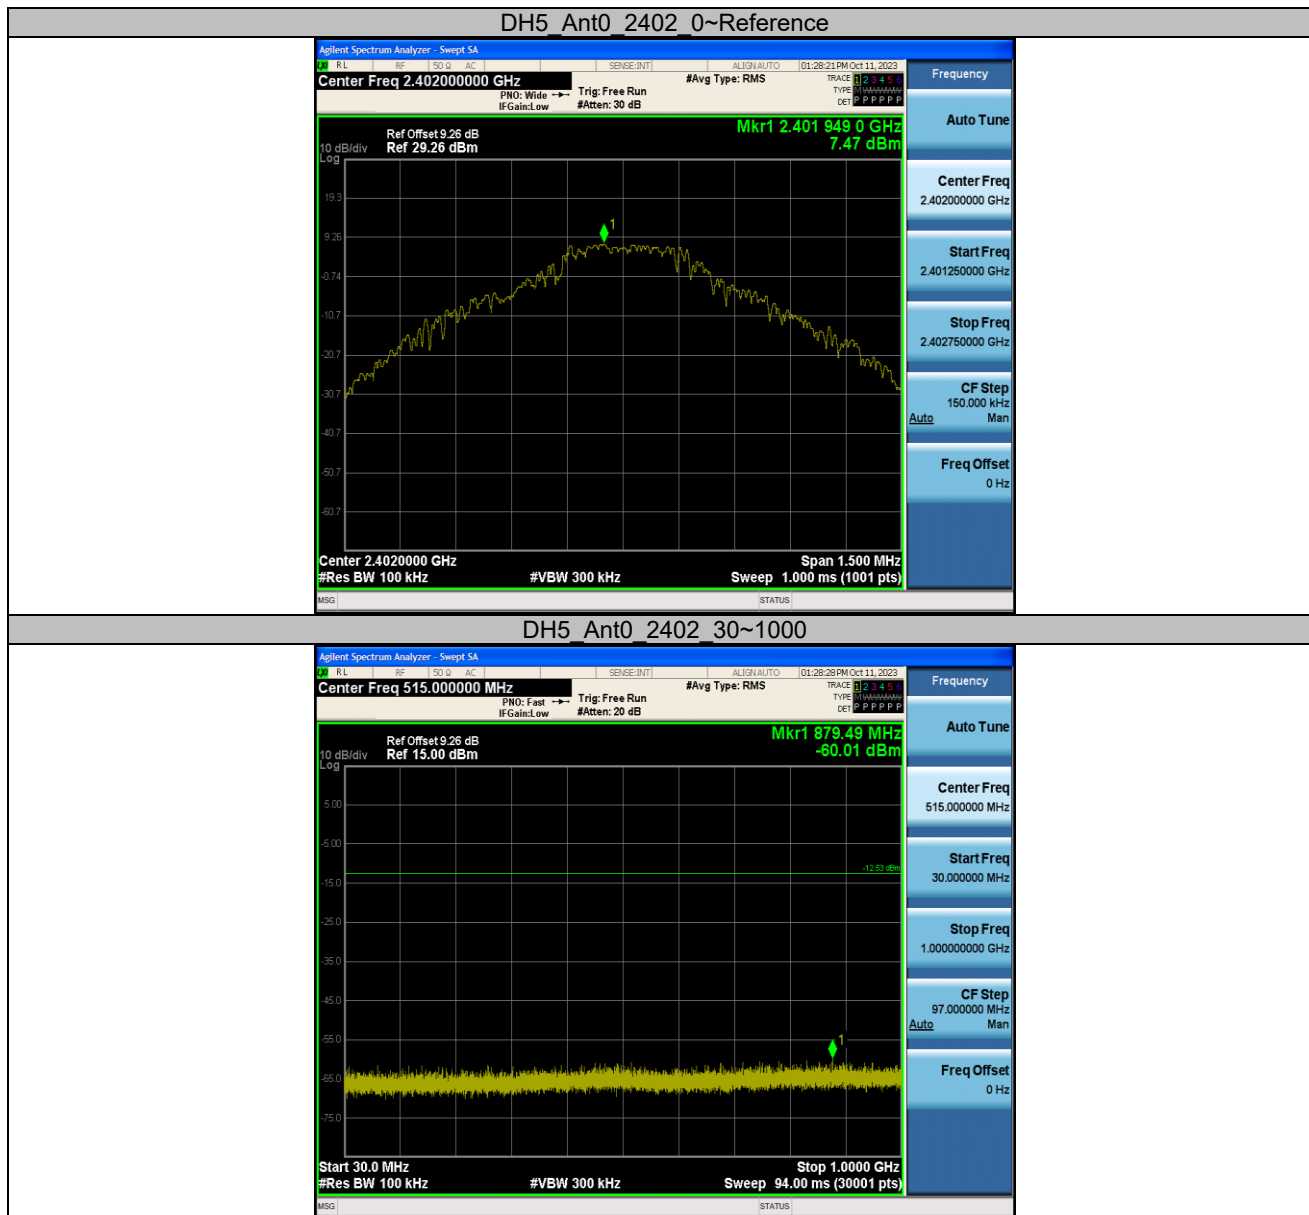 DH5_Ant0_2402_0~Reference
Agilent Spectrum Analyzer - Swept SA
RL RF 50 Ω AC SENSE:INT ALIGN AUTO 01:28:21 PM Oct 11, 2023
Center Freq 2.402000000 GHz #Avg Type: RMS TRACE 1 2 3 4 5 6
PNO: Wide Trig: Free Run TYPE M
IFGain:Low #Atten: 30 dB DET P P P P P P
Frequency
Auto Tune
Mkr1 2.401 949 0 GHz
7.47 dBm
Ref Offset 9.26 dB
10 dB/div Ref 29.26 dBm
Log
19.3
9.26
-0.74
-10.7
-20.7
-30.7
-40.7
-50.7
-60.7
1
Center Freq
2.402000000 GHz
Start Freq
2.401250000 GHz
Stop Freq
2.402750000 GHz
CF Step
150.000 kHz
Auto Man
Freq Offset
0 Hz
Center 2.4020000 GHz Span 1.500 MHz
#Res BW 100 kHz #VBW 300 kHz Sweep 1.000 ms (1001 pts)
MSG STATUS
DH5_Ant0_2402_30~1000
Agilent Spectrum Analyzer - Swept SA
RL RF 50 Ω AC SENSE:INT ALIGN AUTO 01:28:28 PM Oct 11, 2023
Center Freq 515.000000 MHz #Avg Type: RMS TRACE 1 2 3 4 5 6
PNO: Fast Trig: Free Run TYPE M
IFGain:Low #Atten: 20 dB DET P P P P P P
Frequency
Auto Tune
Mkr1 879.49 MHz
-60.01 dBm
Ref Offset 9.26 dB
10 dB/div Ref 15.00 dBm
Log
5.00
-5.00
-12.53 dBm
-15.0
-25.0
-35.0
-45.0
-55.0
-65.0
-75.0
1
Center Freq
515.000000 MHz
Start Freq
30.000000 MHz
Stop Freq
1.000000000 GHz
CF Step
97.000000 MHz
Auto Man
Freq Offset
0 Hz
Start 30.0 MHz Stop 1.0000 GHz
#Res BW 100 kHz #VBW 300 kHz Sweep 94.00 ms (30001 pts)
MSG STATUS